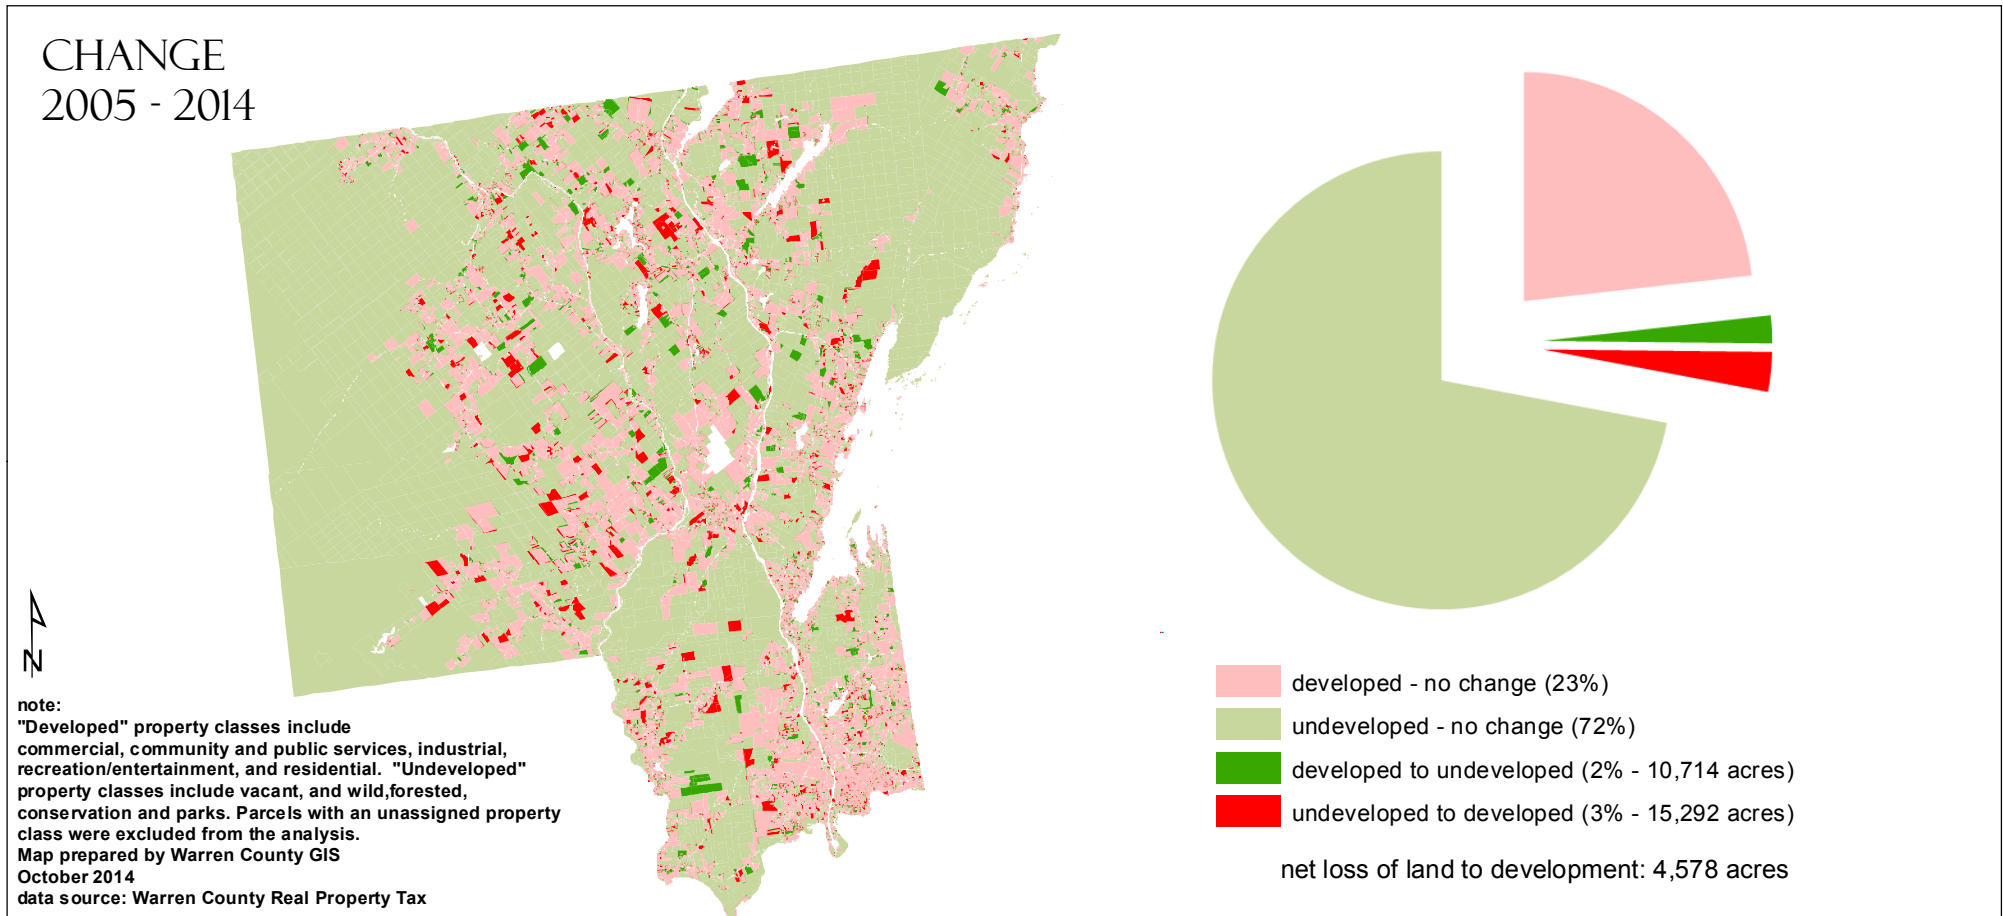 CHANGE
2005 - 2014
N
note:
"Developed" property classes include
commercial, community and public services, industrial,
recreation/entertainment, and residential. "Undeveloped"
property classes include vacant, and wild,forested,
conservation and parks. Parcels with an unassigned property
class were excluded from the analysis.
Map prepared by Warren County GIS
October 2014
data source: Warren County Real Property Tax
developed - no change (23%)
undeveloped - no change (72%)
developed to undeveloped (2% - 10,714 acres)
undeveloped to developed (3% - 15,292 acres)
net loss of land to development: 4,578 acres